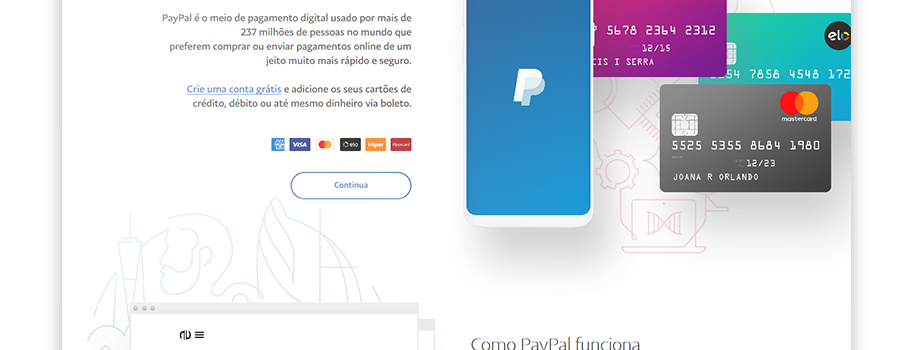 PayPal é o meio de pagamento digital usado por mais de
237 milhões de pessoas no mundo que
preferem comprar ou enviar pagamentos online de um
jeito muito mais rápido e seguro.
Crie uma conta grátis e adicione os seus cartões de
crédito, débito ou até mesmo dinheiro via boleto.
VISA
elo
Hiper
Hipercard
Continua
5678 2364 2312
12/15
CIS I SERRA
elo
5354 7858 4548 172
mastercard
5525 5355 8684 1980
12/23
JOANA R ORLANDO
Como PayPal funciona